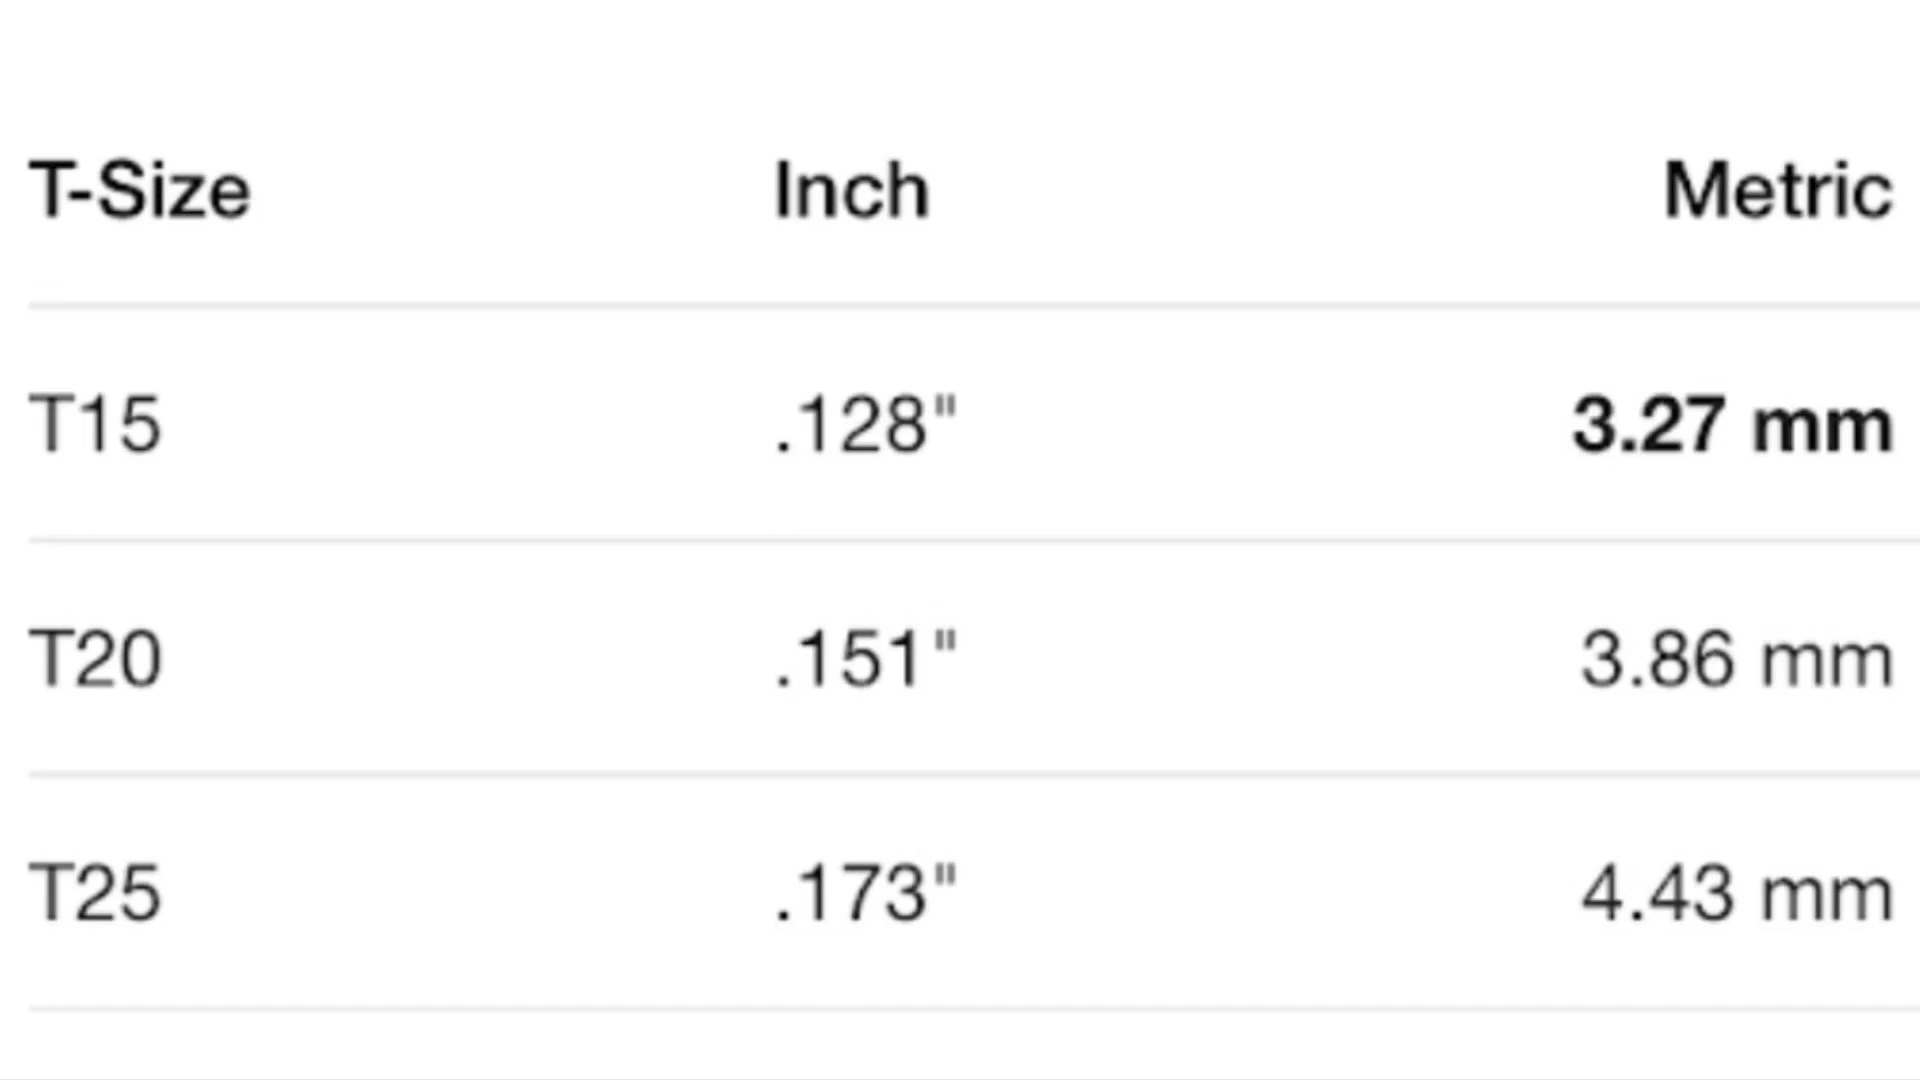 T-Size Inch Metric
T15 .128" 3.27 mm
T20 .151" 3.86 mm
T25 .173" 4.43 mm